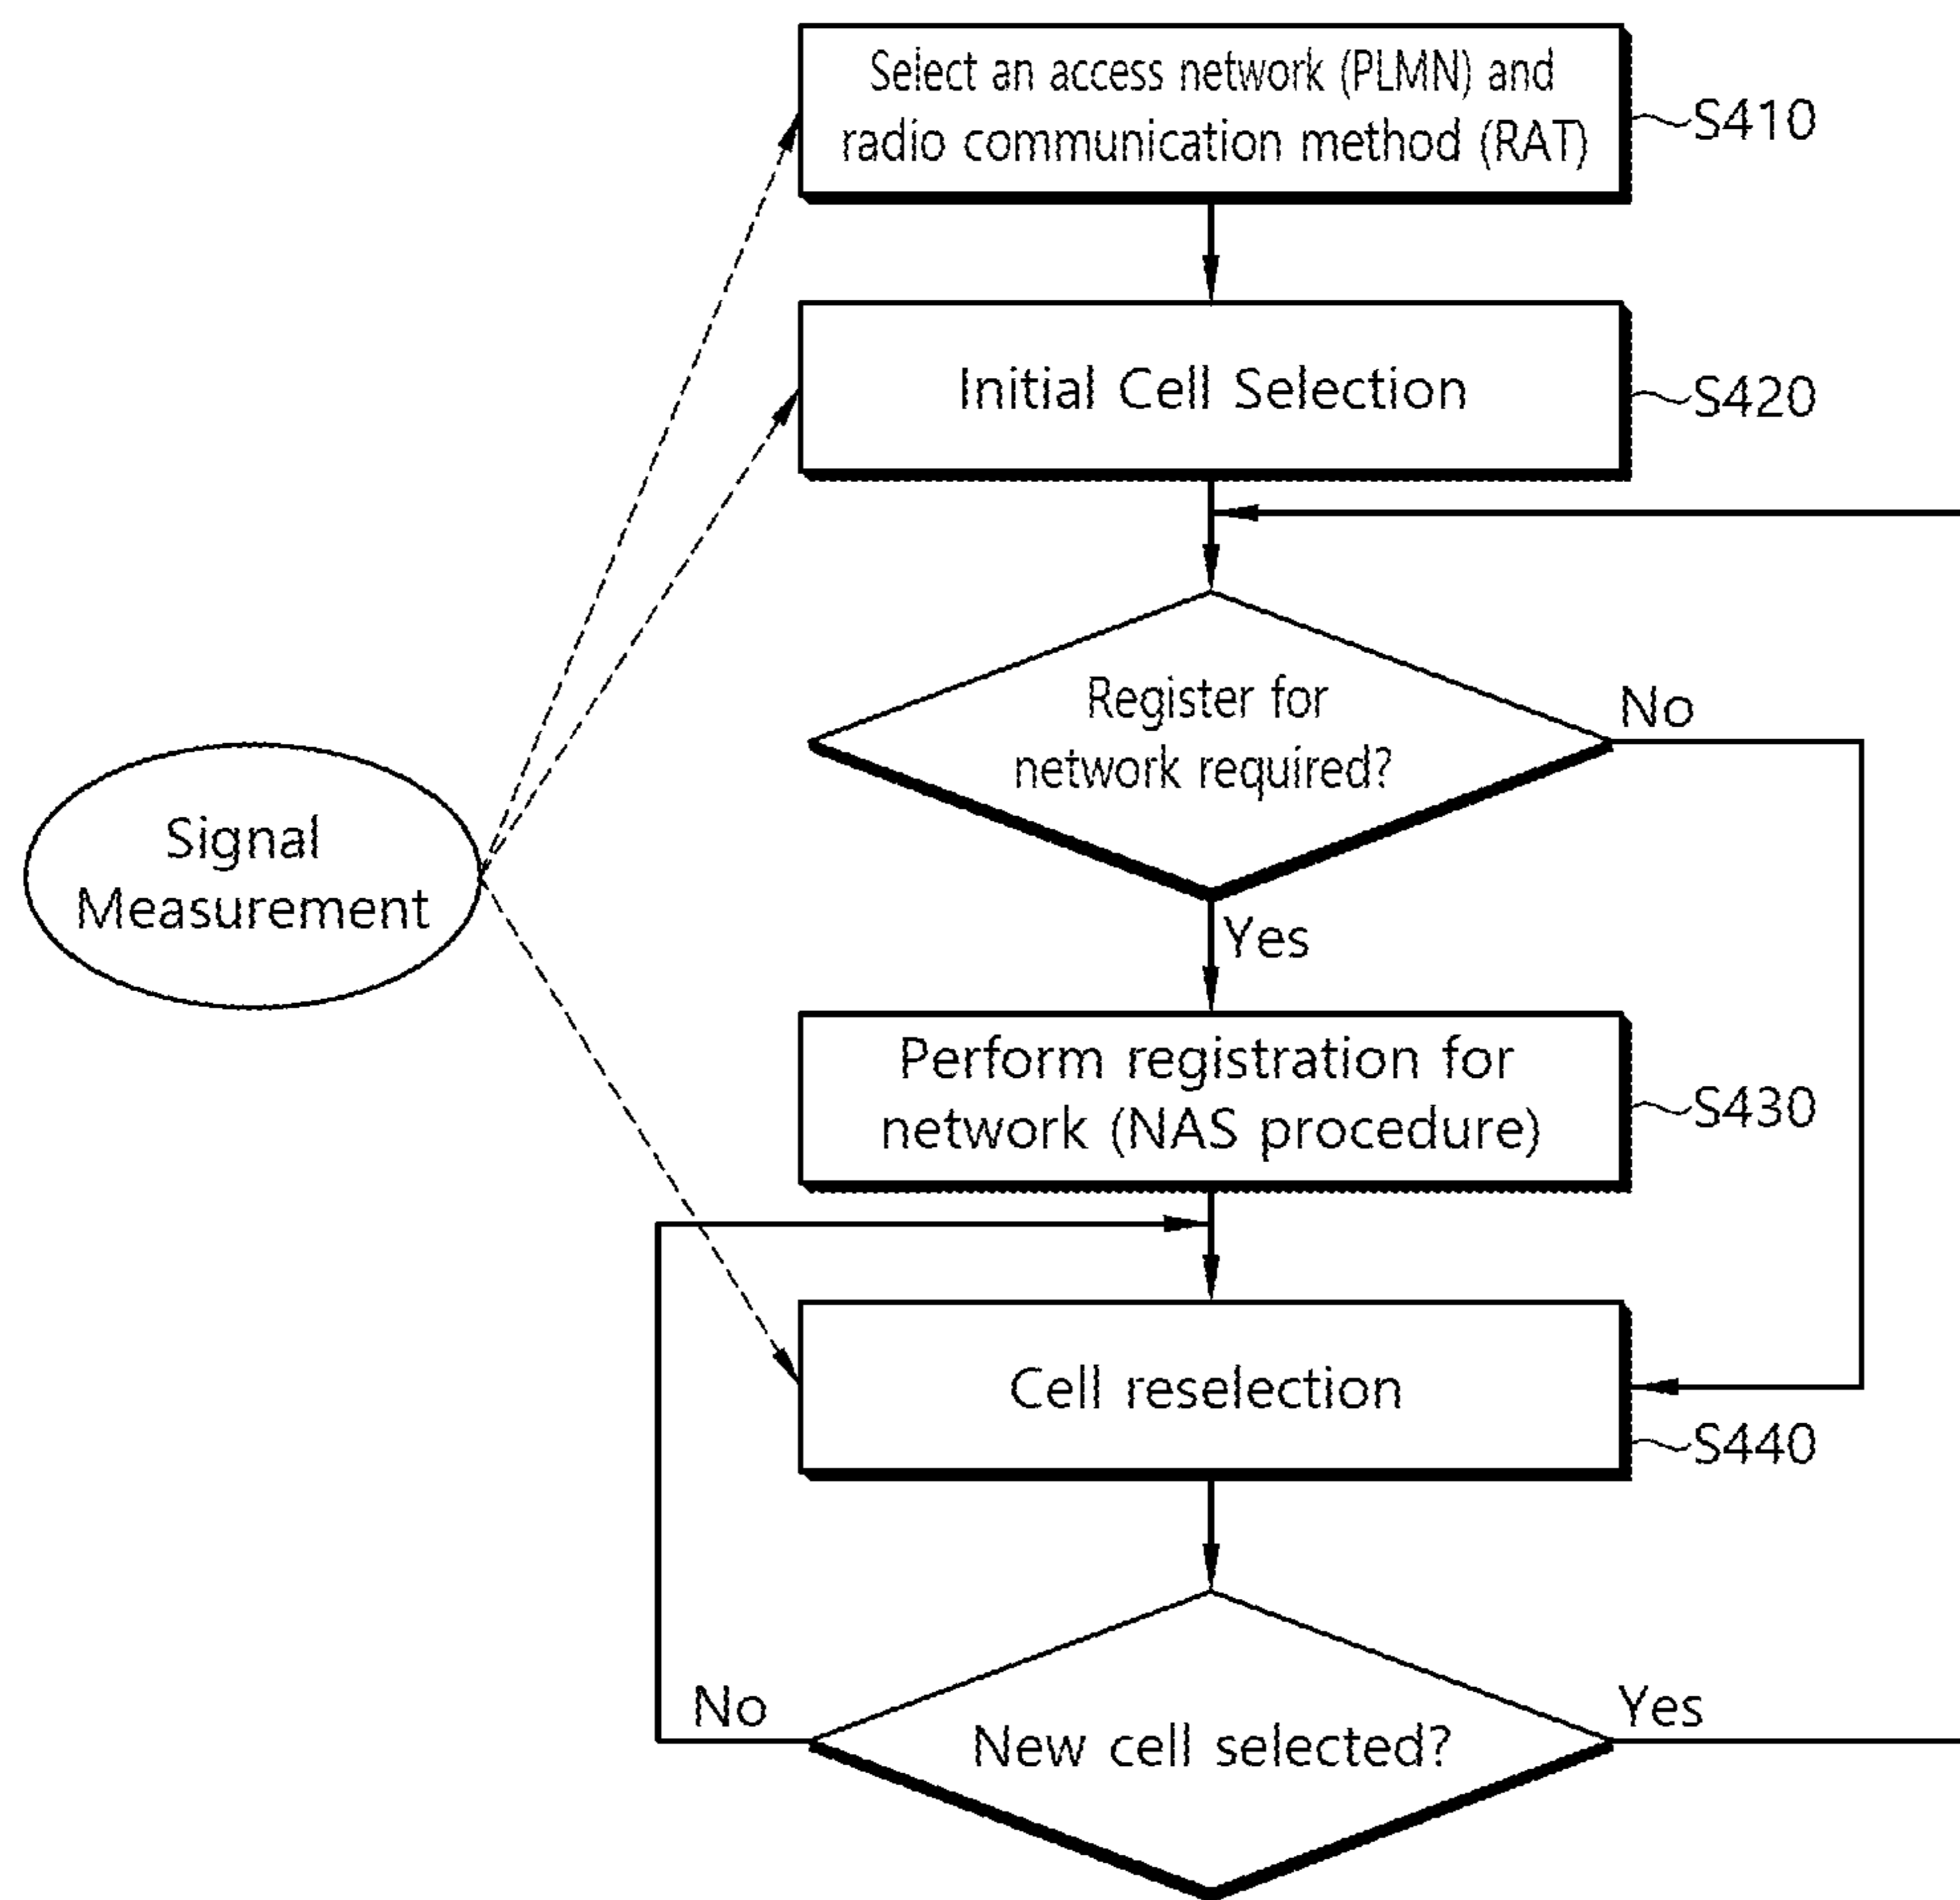 Select an access network (PLMN) and
radio communication method (RAT)
S410
Initial Cell Selection
S420
Register for
network required?
No
Signal
Measurement
Yes
Perform registration for
network (NAS procedure)
S430
Cell reselection
S440
No
New cell selected?
Yes